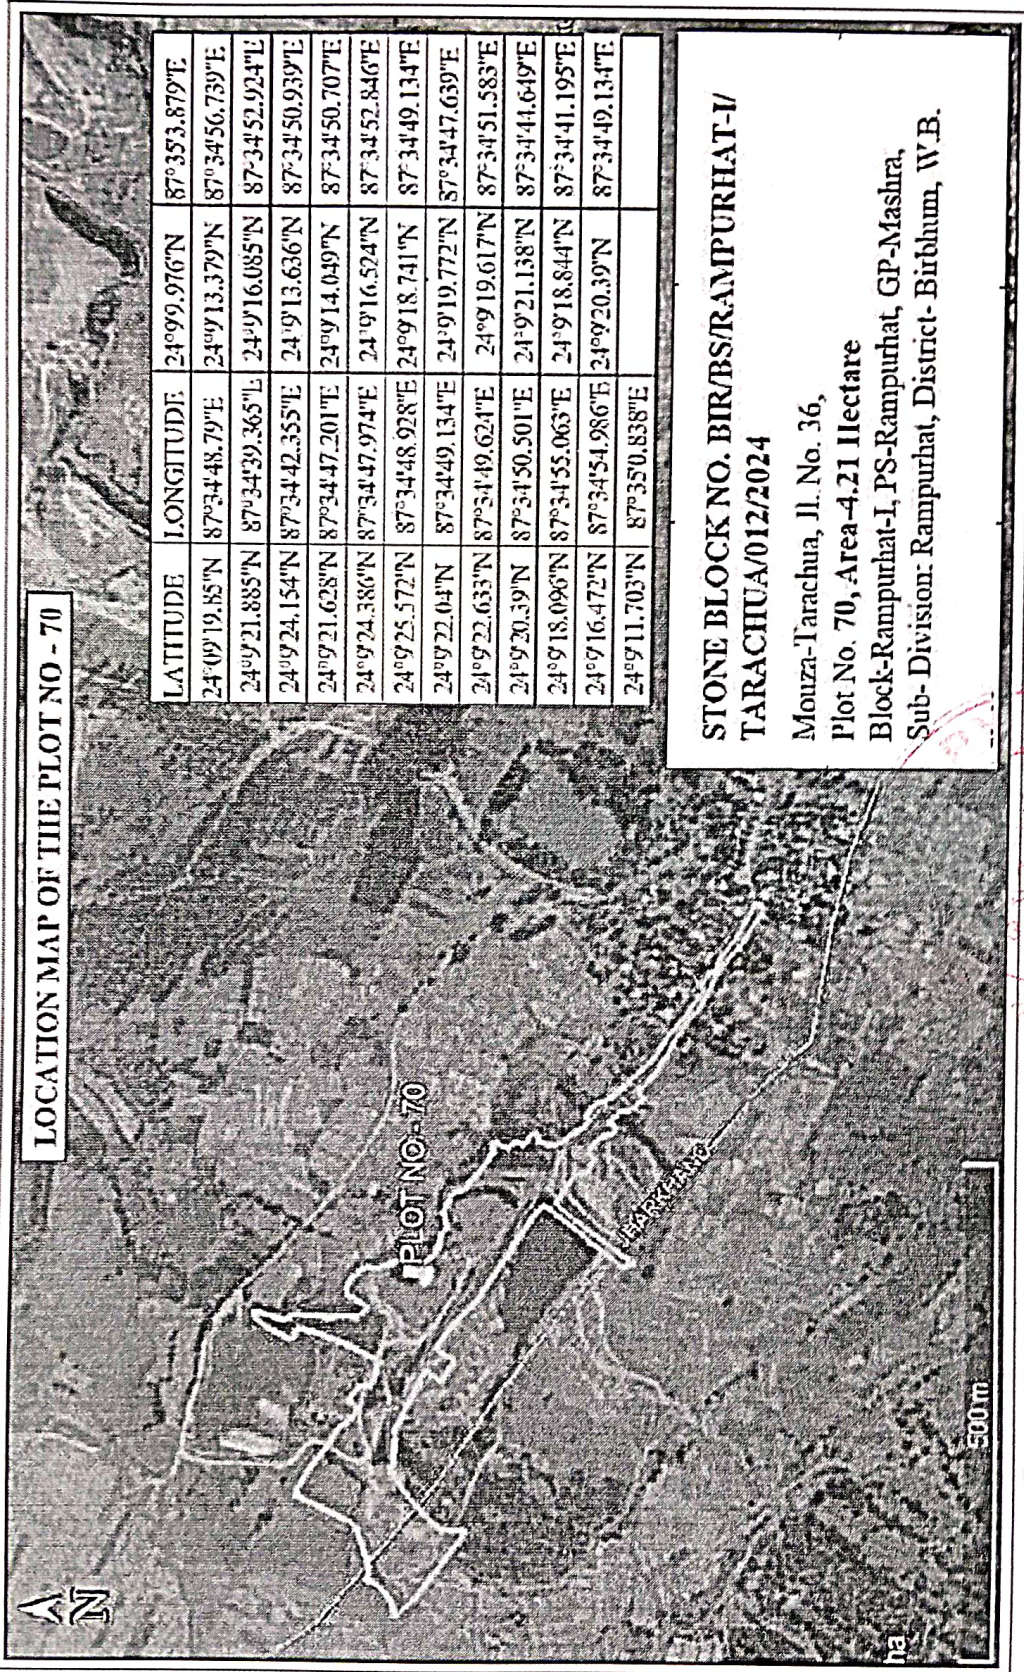 LOCATION MAP OF THE PLOT NO - 70
N
LATITUDE LONGITUDE 24°9'9.976"N 87°35'3.879"E
24°09'19.85"N 87°34'48.79"E 24°9'13.379"N 87°34'56.739"E
24°9'21.885"N 87°34'39.365"E 24°9'16.085"N 87°34'52.924"E
24°9'24.154"N 87°34'42.355"E 24°9'13.636"N 87°34'50.939"E
24°9'21.628"N 87°34'47.201"E 24°9'14.049"N 87°34'50.707"E
24°9'24.386"N 87°34'47.974"E 24°9'16.524"N 87°34'52.846"E
24°9'25.572"N 87°34'48.928"E 24°9'18.741"N 87°34'49.134"E
24°9'22.04"N 87°34'49.134"E 24°9'19.772"N 87°34'47.639"E
24°9'22.633"N 87°34'49.624"E 24°9'19.617"N 87°34'51.583"E
24°9'20.39"N 87°34'50.501"E 24°9'21.138"N 87°34'44.649"E
24°9'18.096"N 87°34'55.063"E 24°9'18.844"N 87°34'41.195"E
24°9'16.472"N 87°34'54.986"E 24°9'20.39"N 87°34'49.134"E
24°9'11.703"N 87°35'0.838"E
PLOT NO - 70
JHARKHAND
STONE BLOCK NO. BIR/BS/RAMPURHAT-I/
TARACHUA/012/2024
Mouza-Tarachua, Jl. No. 36,
Plot No. 70, Area-4.21 Hectare
Block-Rampurhat-I, PS-Rampurhat, GP-Mashra,
Sub- Division: Rampurhat, District- Birbhum, W.B.
ha
500 m